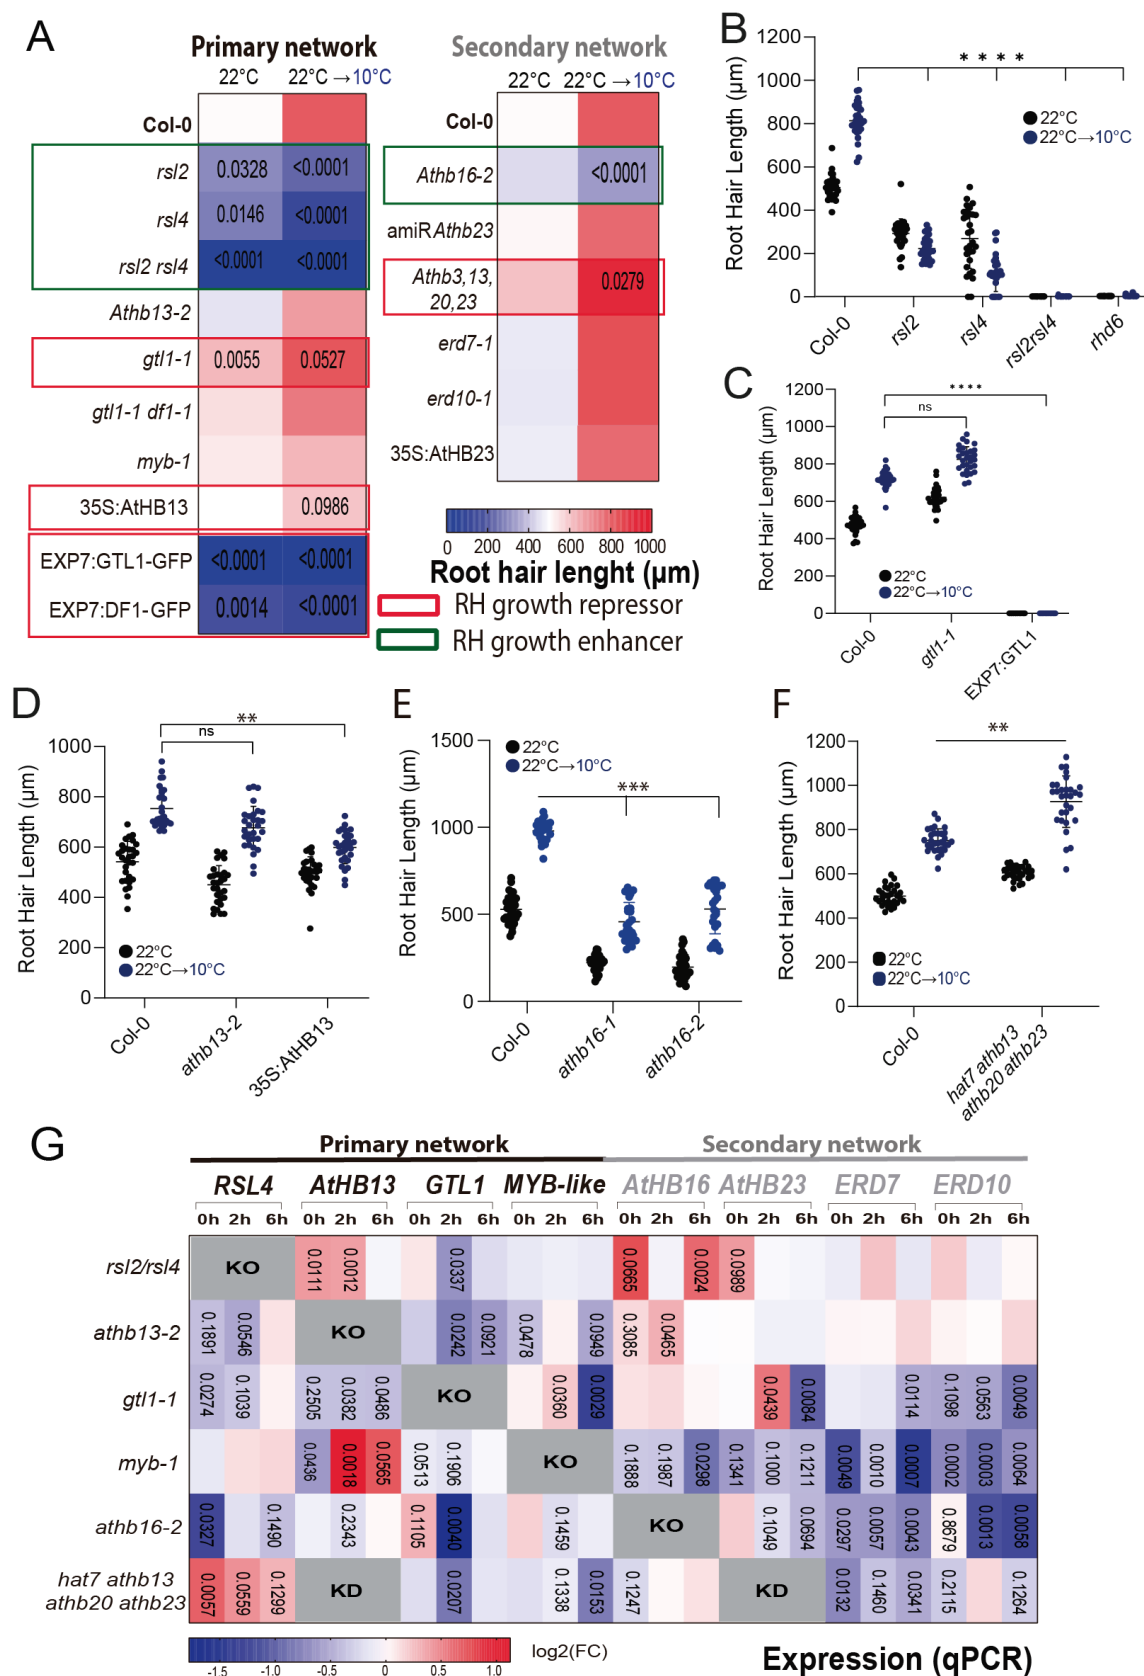 A
Primary network
22°C 22°C →10°C
Col-0
rsl2 0.0328 <0.0001
rsl4 0.0146 <0.0001
rsl2 rsl4 <0.0001 <0.0001
Athb13-2
gtl1-1 0.0055 0.0527
gtl1-1 df1-1
myb-1
35S:AtHB13 0.0986
EXP7:GTL1-GFP <0.0001 <0.0001
EXP7:DF1-GFP 0.0014 <0.0001
Secondary network
22°C 22°C →10°C
Col-0
Athb16-2 <0.0001
amiRAthb23
Athb3,13, 0.0279
20,23
erd7-1
erd10-1
35S:AtHB23
0 200 400 600 800 1000
Root hair lenght (µm)
RH growth repressor
RH growth enhancer
B
Root Hair Length (µm)
1200
1000
800
600
400
200
0
* * * *
22°C
22°C→10°C
Col-0 rsl2 rsl4 rsl2rsl4 rhd6
C
Root Hair Length (µm)
1200
1000
800
600
400
200
0
****
ns
22°C
22°C→10°C
Col-0 gtl1-1 EXP7:GTL1
D
Root Hair Length (µm)
1000
800
600
400
200
0
**
ns
22°C
22°C→10°C
Col-0 athb13-2 35S:AtHB13
E
Root Hair Length (µm)
1500
1000
500
0
22°C
22°C→10°C
***
Col-0 athb16-1 athb16-2
F
Root Hair Length (µm)
1200
1000
800
600
400
200
0
**
22°C
22°C→10°C
Col-0 hat7 athb13
athb20 athb23
G
Primary network Secondary network
RSL4 AtHB13 GTL1 MYB-like AtHB16 AtHB23 ERD7 ERD10
0h 2h 6h 0h 2h 6h 0h 2h 6h 0h 2h 6h 0h 2h 6h 0h 2h 6h 0h 2h 6h 0h 2h 6h
rsl2/rsl4 KO 0.0111 0.0012 0.0337 0.0665 0.0024 0.0989
athb13-2 0.1891 0.0546 KO 0.0242 0.0921 0.0478 0.0949 0.3085 0.0465
gtl1-1 0.0274 0.1039 0.2505 0.0382 0.0486 KO 0.0360 0.0029 0.0439 0.0084 0.0114 0.1098 0.0563 0.0049
myb-1 0.0436 0.0018 0.0565 0.0513 0.1906 KO 0.1888 0.1987 0.0298 0.1341 0.1000 0.1211 0.0049 0.0010 0.0007 0.0002 0.0003 0.0064
athb16-2 0.0327 0.1490 0.2343 0.1105 0.0040 0.1459 KO 0.1049 0.0694 0.0297 0.0057 0.0043 0.8679 0.0013 0.0058
hat7 athb13
athb20 athb23 0.0057 0.0559 0.1299 KD 0.0207 0.1338 0.0153 0.1247 KD 0.0132 0.1460 0.0341 0.2115 0.1264
-1.5 -1.0 -0.5 0 0.5 1.0
log2(FC)
Expression (qPCR)